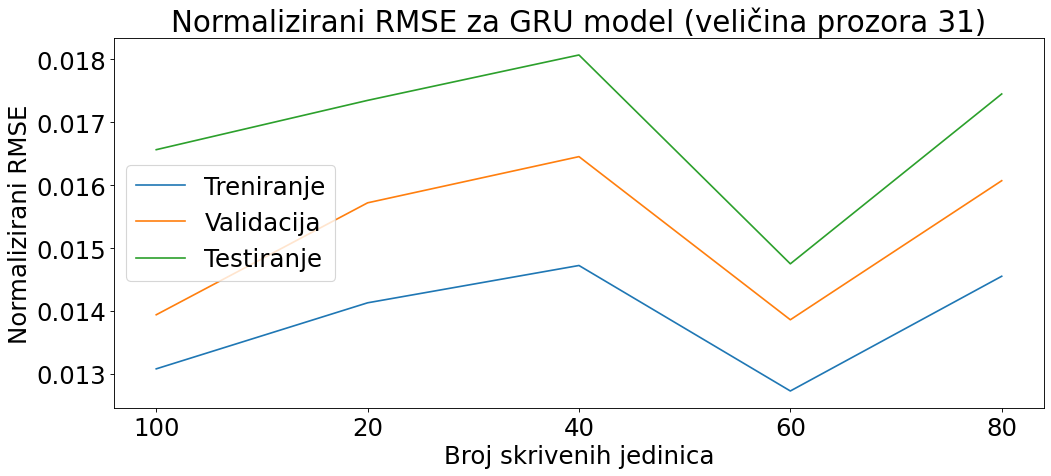 Normalizirani RMSE za GRU model (veličina prozora 31)
Normalizirani RMSE
0.018
0.017
0.016
0.015
0.014
0.013
Treniranje
Validacija
Testiranje
100 20 40 60 80
Broj skrivenih jedinica